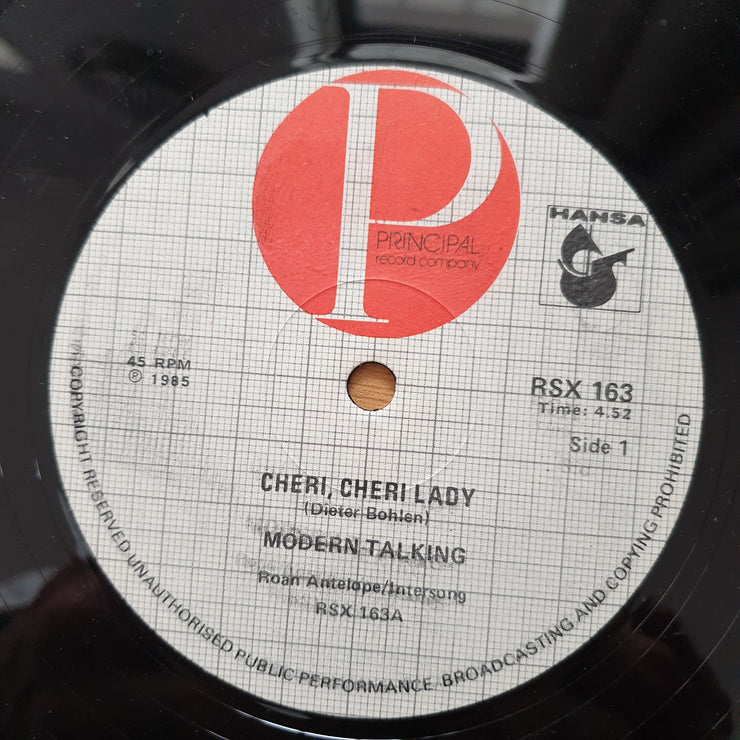 PRINCIPAL
record company
HANSA
45 RPM
℗ 1985
RSX 163
Time: 4.52
Side 1
CHERI, CHERI LADY
(Dieter Bohlen)
MODERN TALKING
Roan Antelope/Intersong
RSX 163A
COPYRIGHT RESERVED UNAUTHORISED PUBLIC PERFORMANCE BROADCASTING AND COPYING PROHIBITED